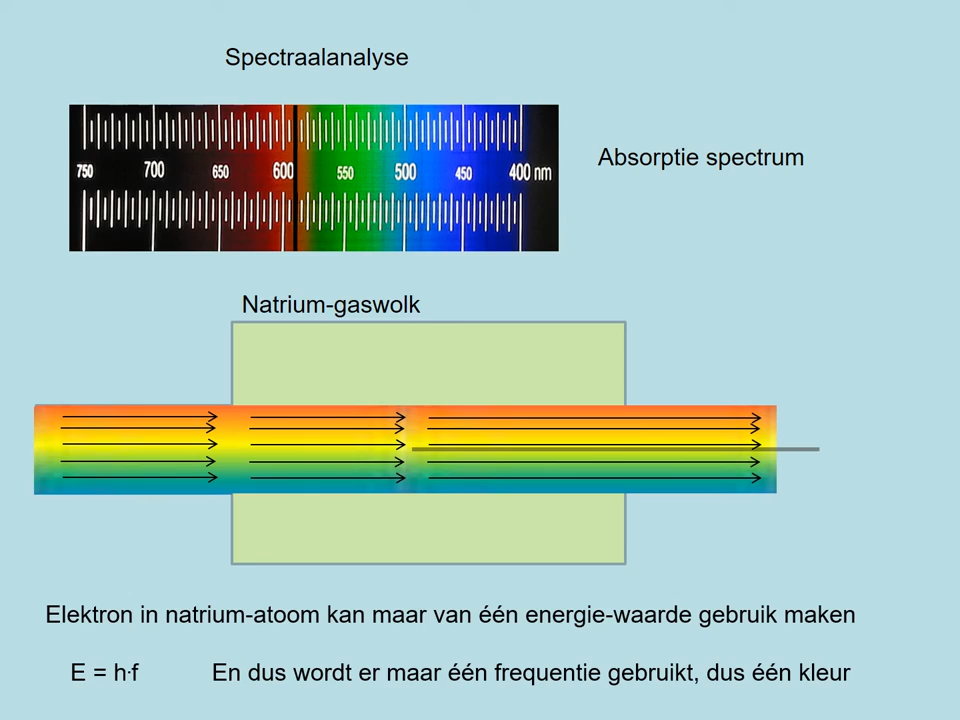 Spectraalanalyse
750 700 650 600 550 500 450 400 nm
Absorptie spectrum
Natrium-gaswolk
Elektron in natrium-atoom kan maar van één energie-waarde gebruik maken
E = h·f En dus wordt er maar één frequentie gebruikt, dus één kleur